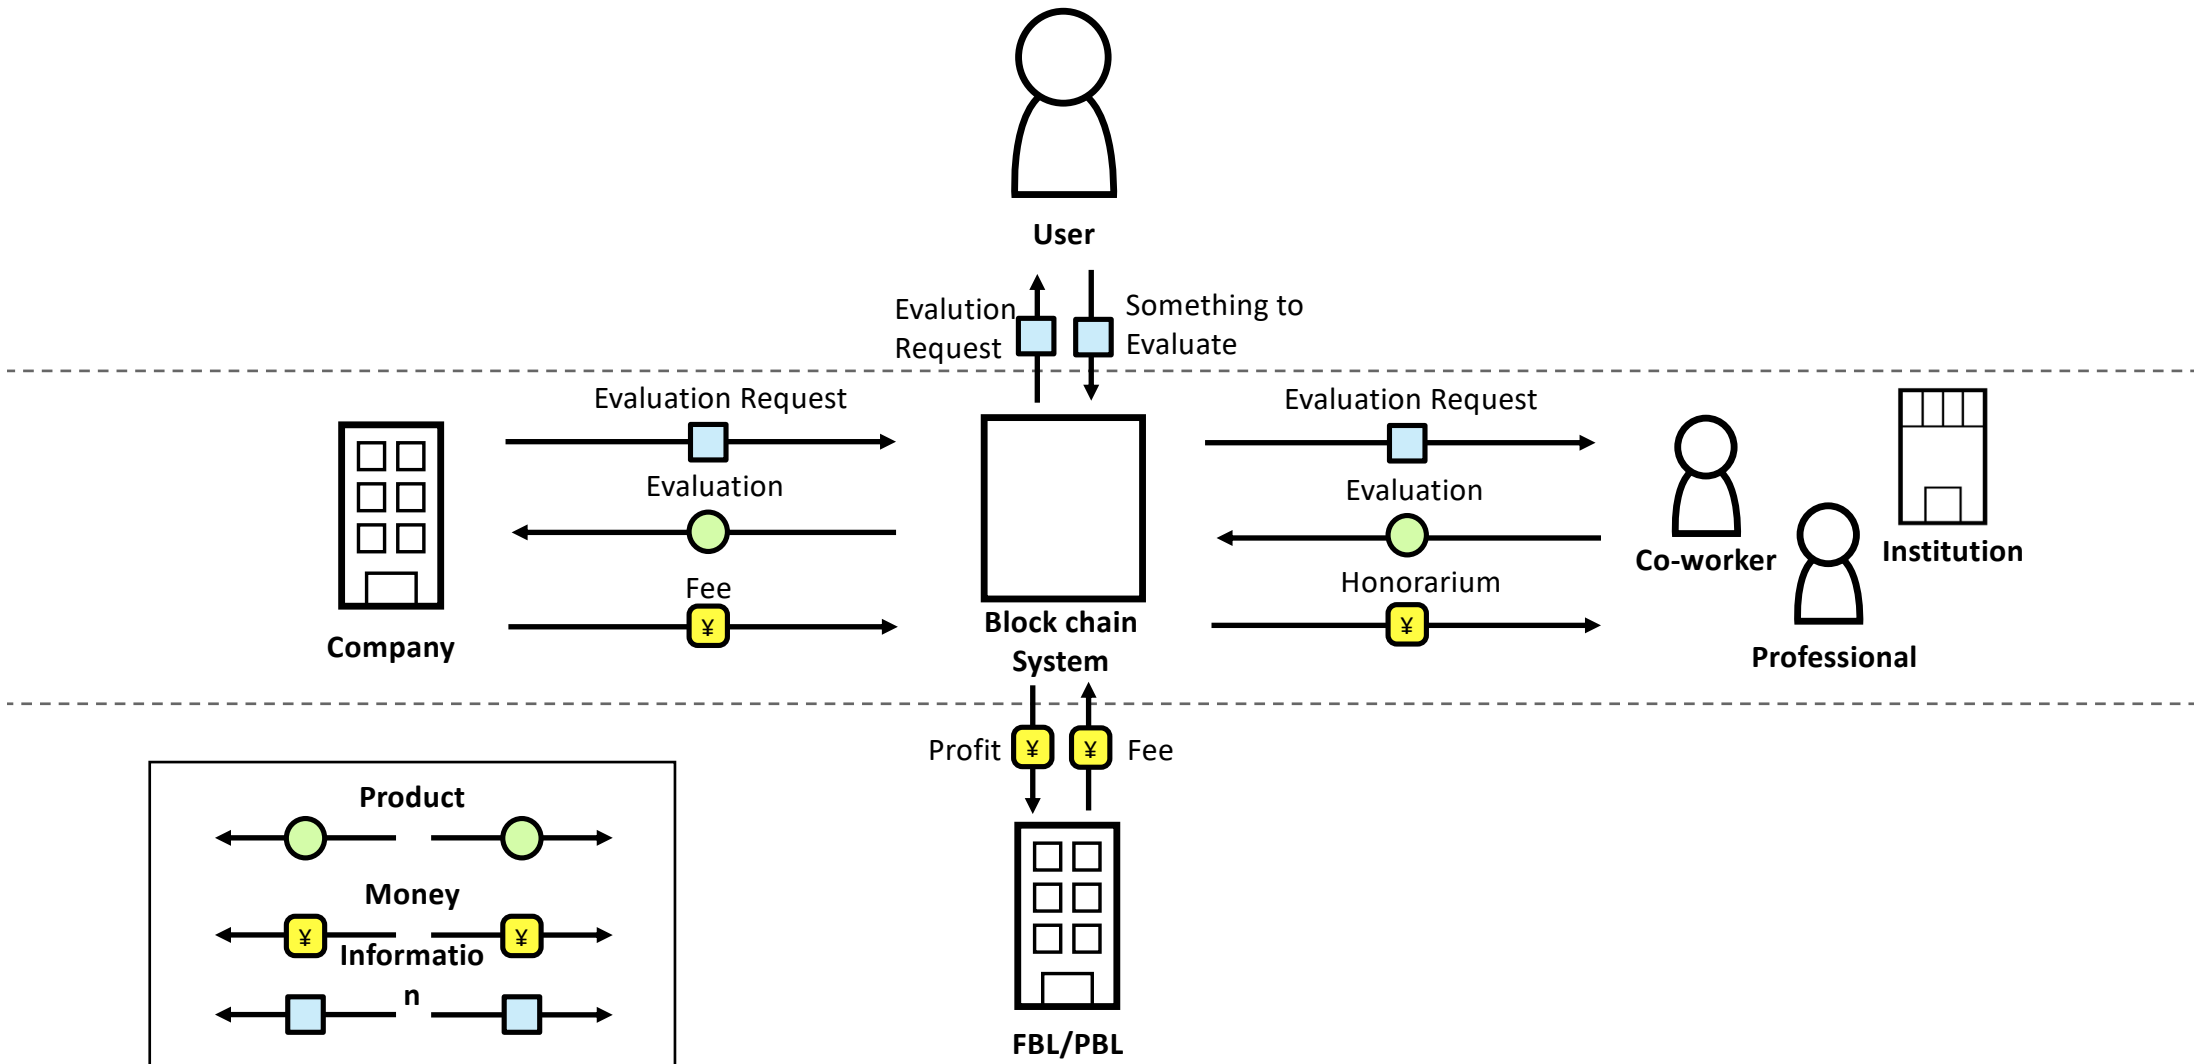 User
Evalution
Request
Something to
Evaluate
Evaluation Request
Evaluation
Fee
¥
Company
Block chain
System
Evaluation Request
Evaluation
Honorarium
¥
Co-worker
Institution
Professional
Profit
¥
¥
Fee
FBL/PBL
Product
Money
¥
¥
Informatio
n